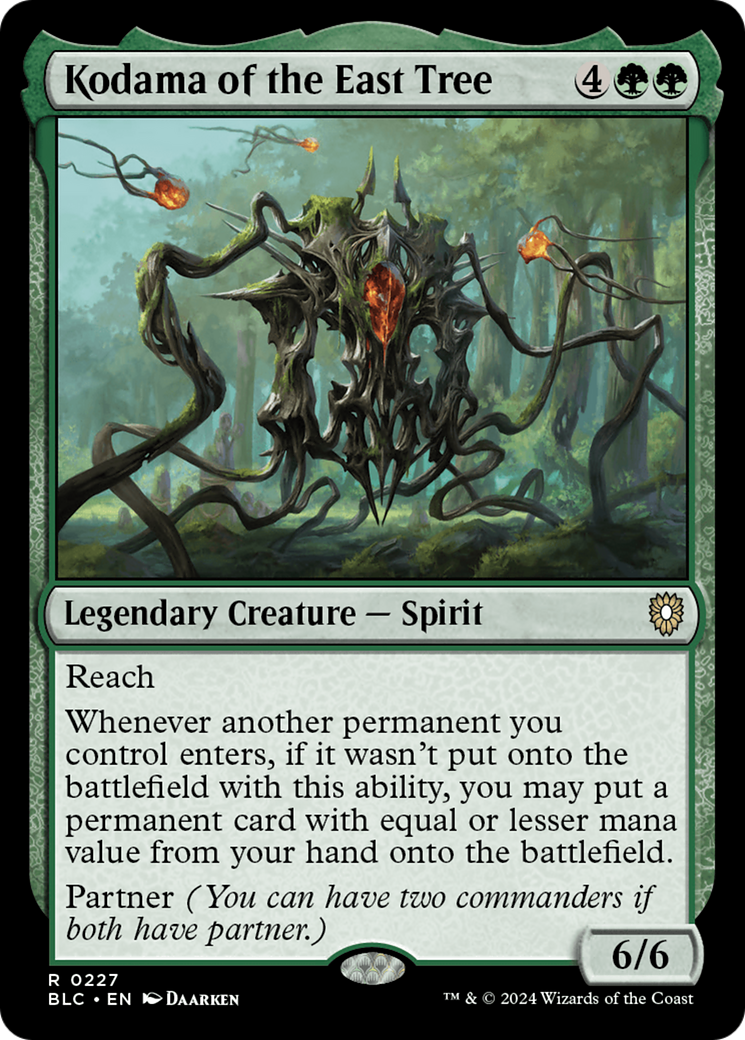 Kodama of the East Tree 4
Legendary Creature — Spirit
Reach
Whenever another permanent you
control enters, if it wasn't put onto the
battlefield with this ability, you may put a
permanent card with equal or lesser mana
value from your hand onto the battlefield.
Partner (You can have two commanders if
both have partner.)
6/6
R 0227
BLC • EN DAARKEN
™ & © 2024 Wizards of the Coast